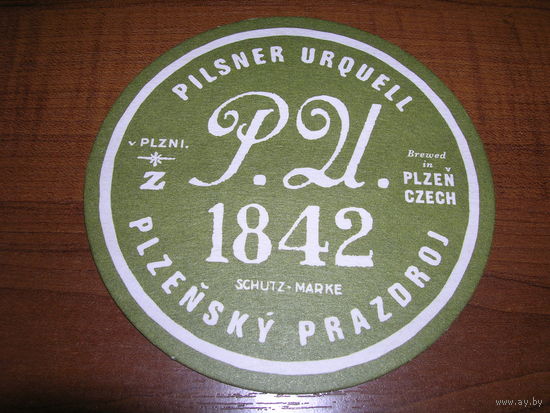 PILSNER URQUELL
v PLZNI.
Z
P.U.
Brewed
in
PLZEŇ
CZECH
1842
SCHUTZ-MARKE
PLZEŇSKÝ PRAZDROJ
www.ay.by